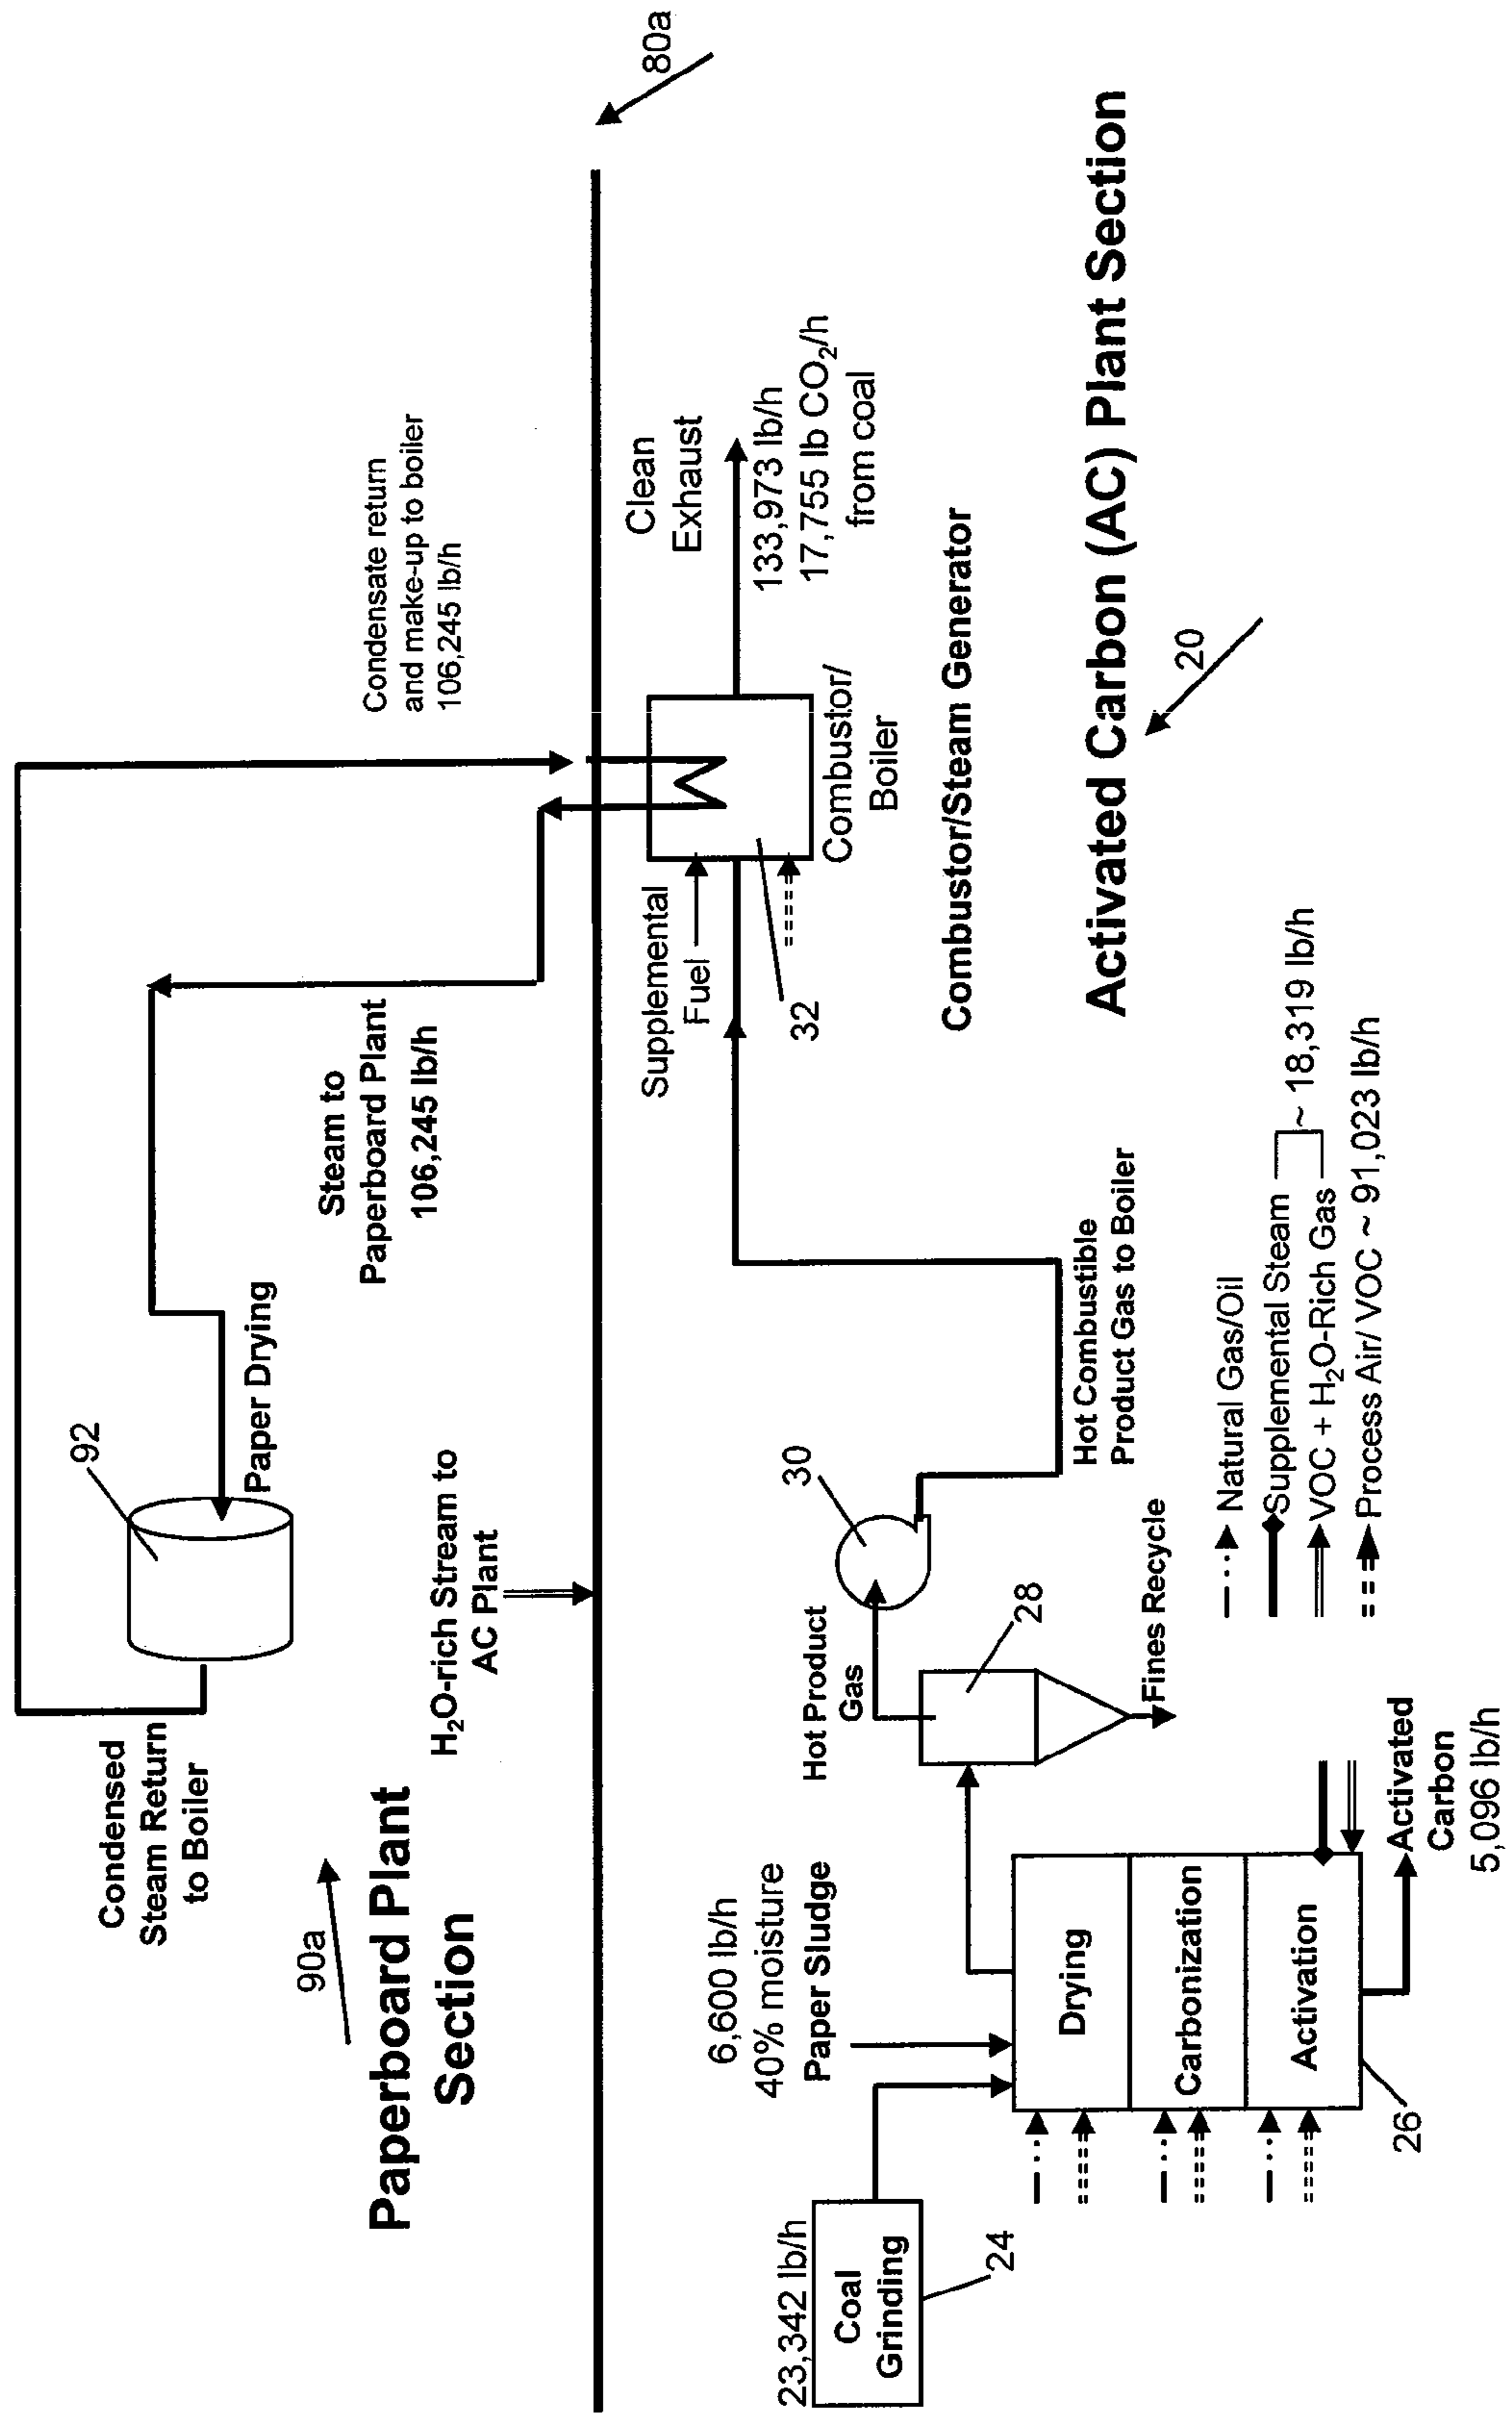 92
Paper Drying
Condensed
Steam Return
to Boiler
Steam to
Paperboard Plant
106,245 lb/h
Condensate return
and make-up to boiler
106,245 lb/h
90a
Paperboard Plant
Section
H₂O-rich Stream to
AC Plant
80a
23,342 lb/h
Coal
Grinding
24
6,600 lb/h
40% moisture
Paper Sludge
Drying
Carbonization
Activation
26
Activated
Carbon
5,096 lb/h
Hot Product
Gas
28
Fines Recycle
30
Hot Combustible
Product Gas to Boiler
Supplemental
Fuel
32
Combustor/
Boiler
Clean
Exhaust
133,973 lb/h
17,755 lb CO₂/h
from coal
Combustor/Steam Generator
Activated Carbon (AC) Plant Section
20
Natural Gas/Oil
Supplemental Steam
VOC + H₂O-Rich Gas
~ 18,319 lb/h
Process Air/ VOC ~ 91,023 lb/h